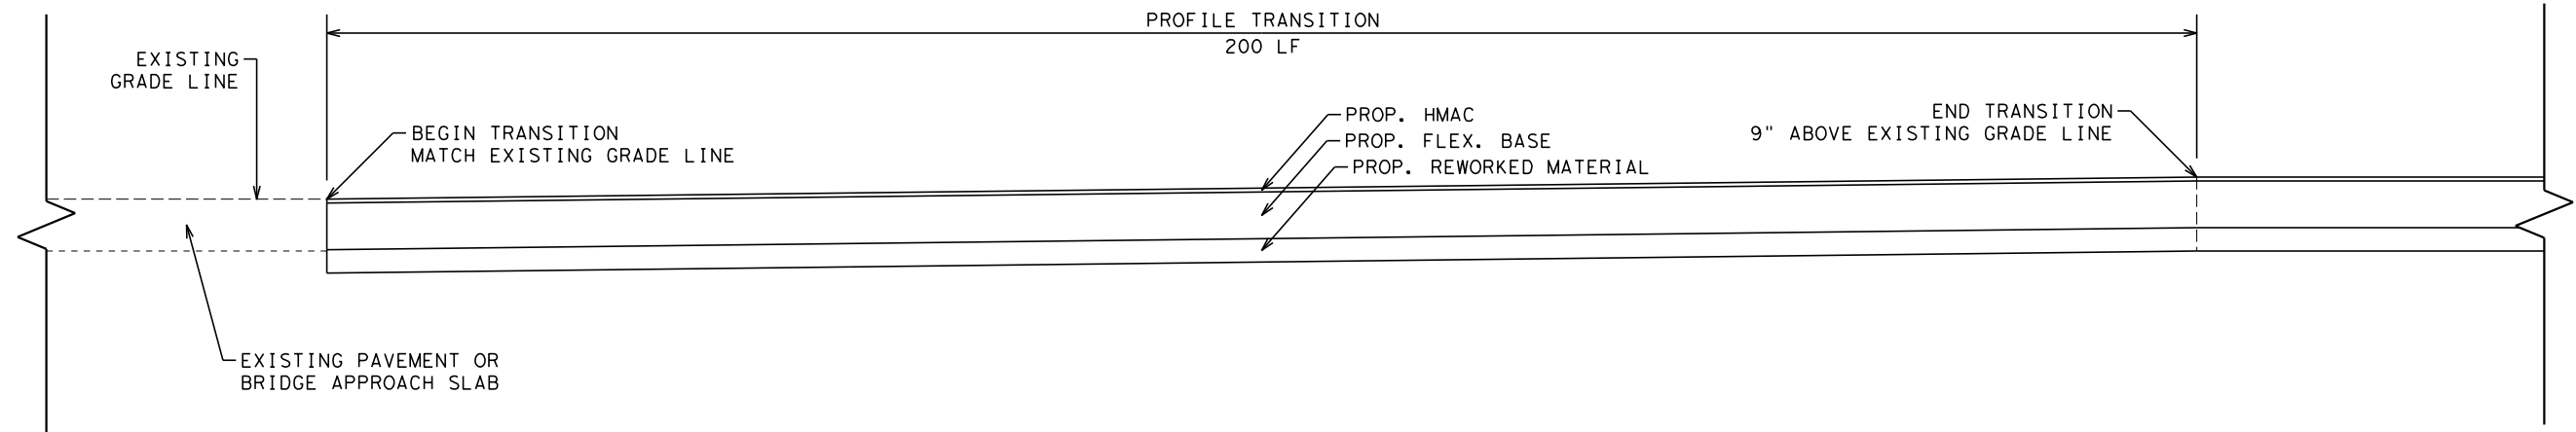 PROFILE TRANSITION
200 LF
EXISTING
GRADE LINE
BEGIN TRANSITION
MATCH EXISTING GRADE LINE
PROP. HMAC
PROP. FLEX. BASE
PROP. REWORKED MATERIAL
END TRANSITION
9" ABOVE EXISTING GRADE LINE
EXISTING PAVEMENT OR
BRIDGE APPROACH SLAB